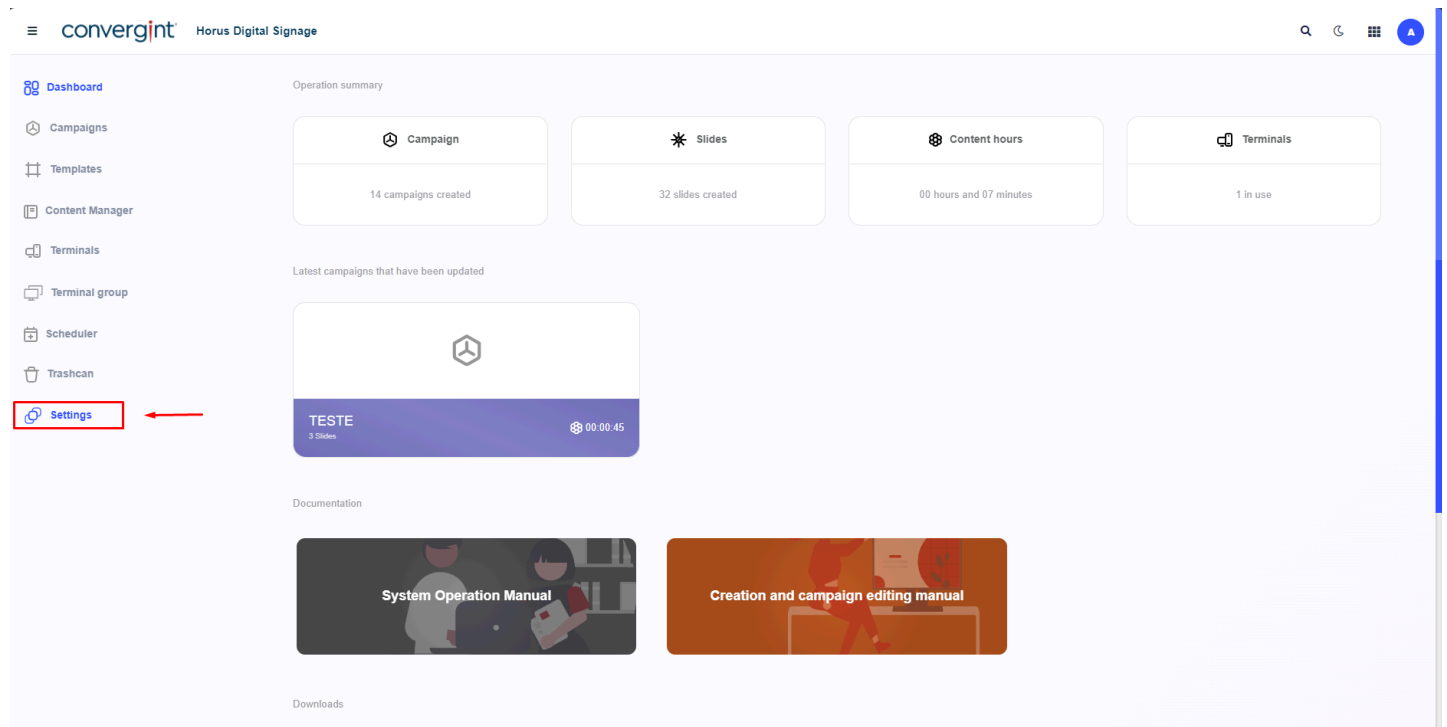 convergint Horus Digital Signage
A
Dashboard
Campaigns
Templates
Content Manager
Terminals
Terminal group
Scheduler
Trashcan
Settings
Operation summary
Campaign
14 campaigns created
Slides
32 slides created
Content hours
00 hours and 07 minutes
Terminals
1 in use
Latest campaigns that have been updated
TESTE
3 Slides
00:00:45
Documentation
System Operation Manual
Creation and campaign editing manual
Downloads